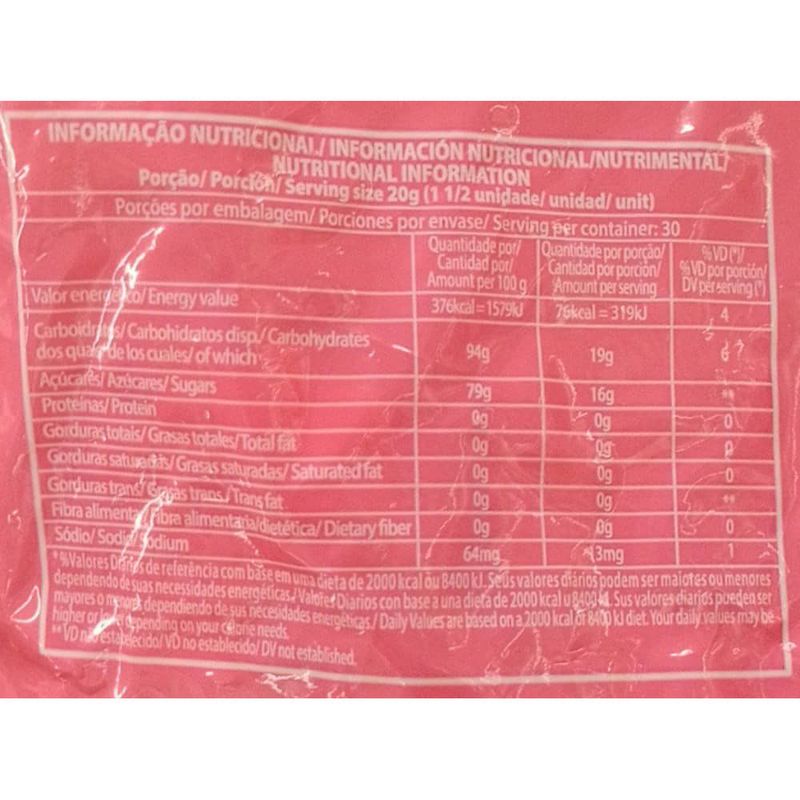 INFORMAÇÃO NUTRICIONAL/ INFORMACIÓN NUTRICIONAL/NUTRIMENTAL/
NUTRITIONAL INFORMATION
Porção/ Porción/ Serving size 20g (1 1/2 unidade/ unidad/ unit)
Porções por embalagem/ Porciones por envase/ Serving per container: 30
Quantidade por/ Cantidad por/ Amount per 100 g
Quantidade por porção/ Cantidad por porción/ Amount per serving
%VD (*)/ %VD por porción/ DV per serving (*)
Valor energético/ Energy value 376kcal=1579kJ 76kcal=319kJ 4
Carboidratos/ Carbohidratos disp./ Carbohydrates
dos quais/ de los cuales/ of which 94g 19g 6
Açúcares/ Azúcares/ Sugars 79g 16g **
Proteínas/ Protein 0g 0g 0
Gorduras totais/ Grasas totales/ Total fat 0g 0g 0
Gorduras saturadas/ Grasas saturadas/ Saturated fat 0g 0g 0
Gorduras trans/ Grasas trans./ Trans fat 0g 0g **
Fibra alimentar/ Fibra alimentaria/dietética/ Dietary fiber 0g 0g 0
Sódio/ Sodio/ Sodium 64mg 13mg 1
*%Valores Diários de referência com base em uma dieta de 2000 kcal ou 8400 kJ. Seus valores diários podem ser maiores ou menores
dependendo de suas necessidades energéticas./ Valores Diarios con base a una dieta de 2000 kcal u 8400 kJ. Sus valores diarios pueden ser
mayores o menores dependiendo de sus necesidades energéticas./ Daily Values are based on a 2000 kcal or 8400 kJ diet. Your daily values may be
higher or lower depending on your calorie needs.
**VD não estabelecido/ VD no establecido/ DV not established.